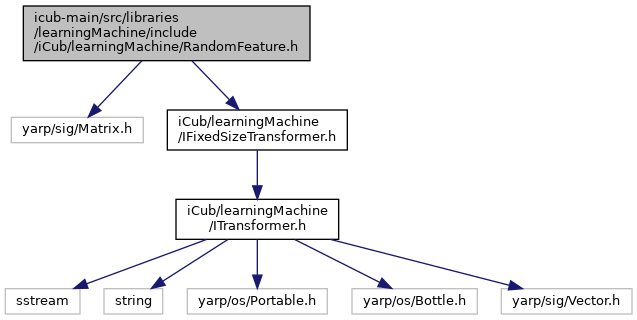 icub-main/src/libraries
/learningMachine/include
/iCub/learningMachine/RandomFeature.h
yarp/sig/Matrix.h
iCub/learningMachine
/IFixedSizeTransformer.h
iCub/learningMachine
/ITransformer.h
sstream
string
yarp/os/Portable.h
yarp/os/Bottle.h
yarp/sig/Vector.h